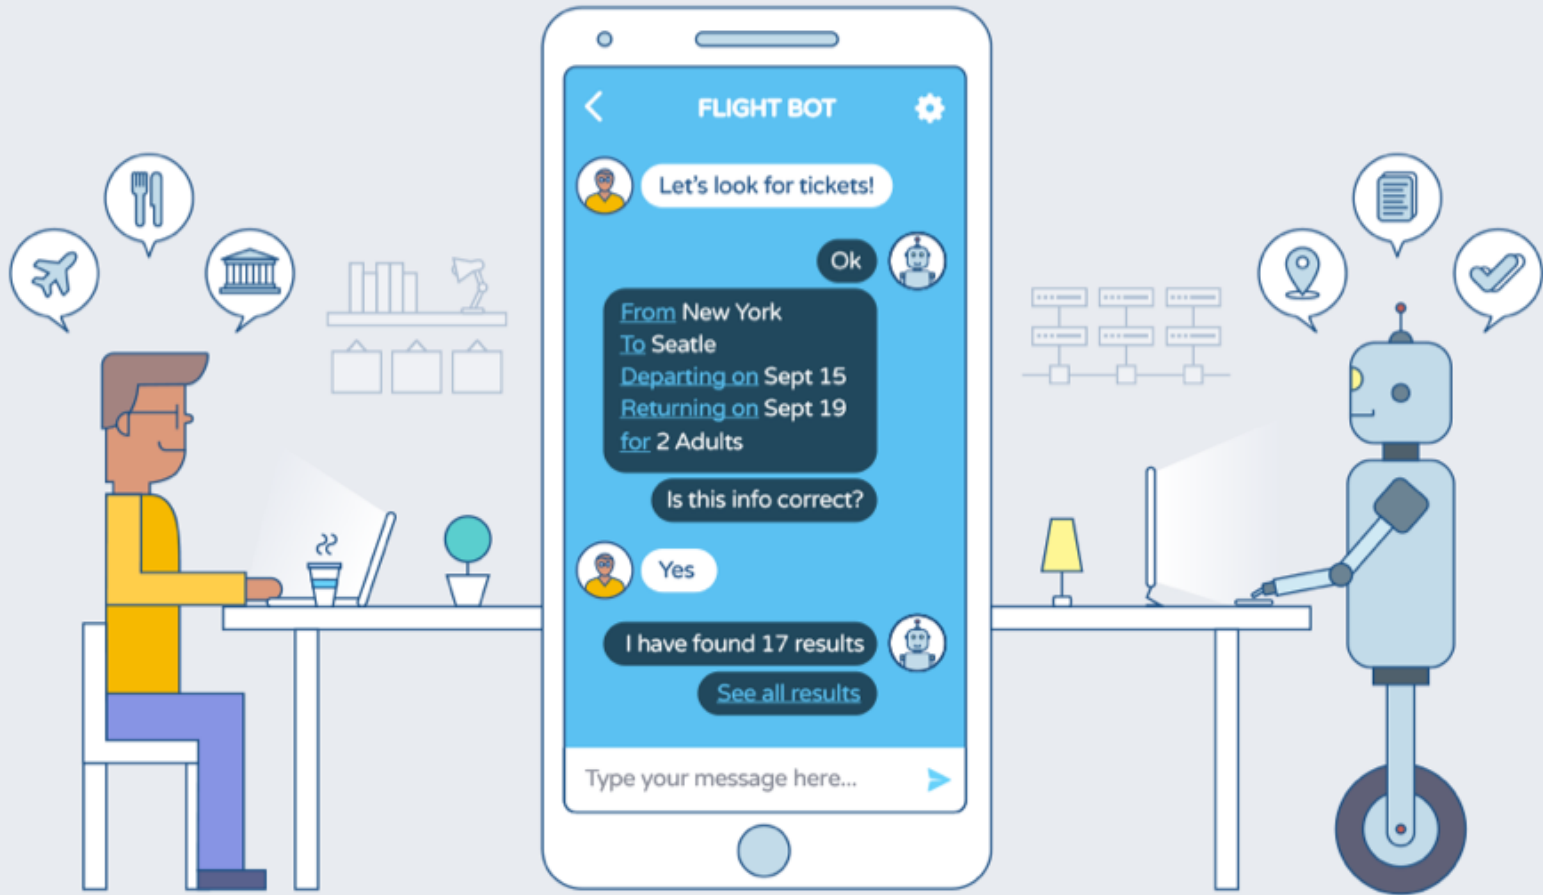 FLIGHT BOT
Let's look for tickets!
Ok
From New York
To Seatle
Departing on Sept 15
Returning on Sept 19
for 2 Adults
Is this info correct?
Yes
I have found 17 results
See all results
Type your message here...